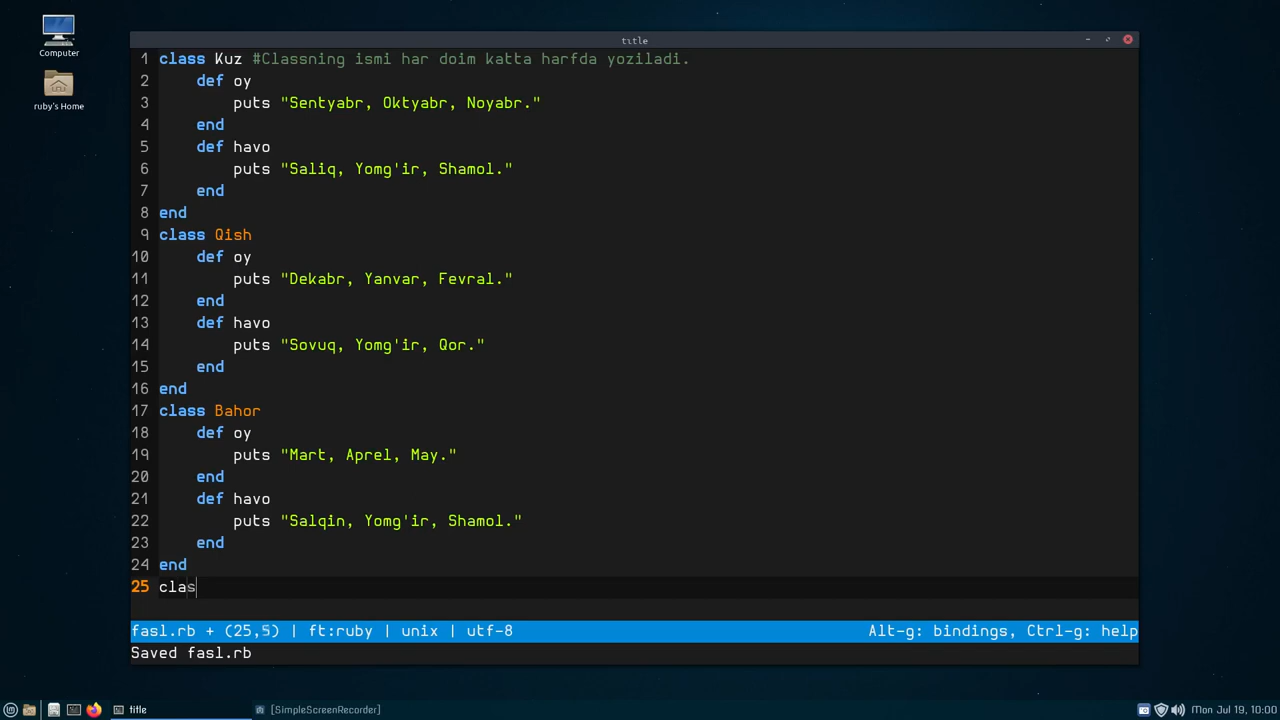 Computer
ruby's Home
title
1 class Kuz #Classning ismi har doim katta harfda yoziladi.
2 def oy
3 puts "Sentyabr, Oktyabr, Noyabr."
4 end
5 def havo
6 puts "Saliq, Yomg'ir, Shamol."
7 end
8 end
9 class Qish
10 def oy
11 puts "Dekabr, Yanvar, Fevral."
12 end
13 def havo
14 puts "Sovuq, Yomg'ir, Qor."
15 end
16 end
17 class Bahor
18 def oy
19 puts "Mart, Aprel, May."
20 end
21 def havo
22 puts "Salqin, Yomg'ir, Shamol."
23 end
24 end
25 clas
fasl.rb + (25,5) | ft:ruby | unix | utf-8 Alt-g: bindings, Ctrl-g: help
Saved fasl.rb
title [SimpleScreenRecorder] Mon Jul 19, 10:00